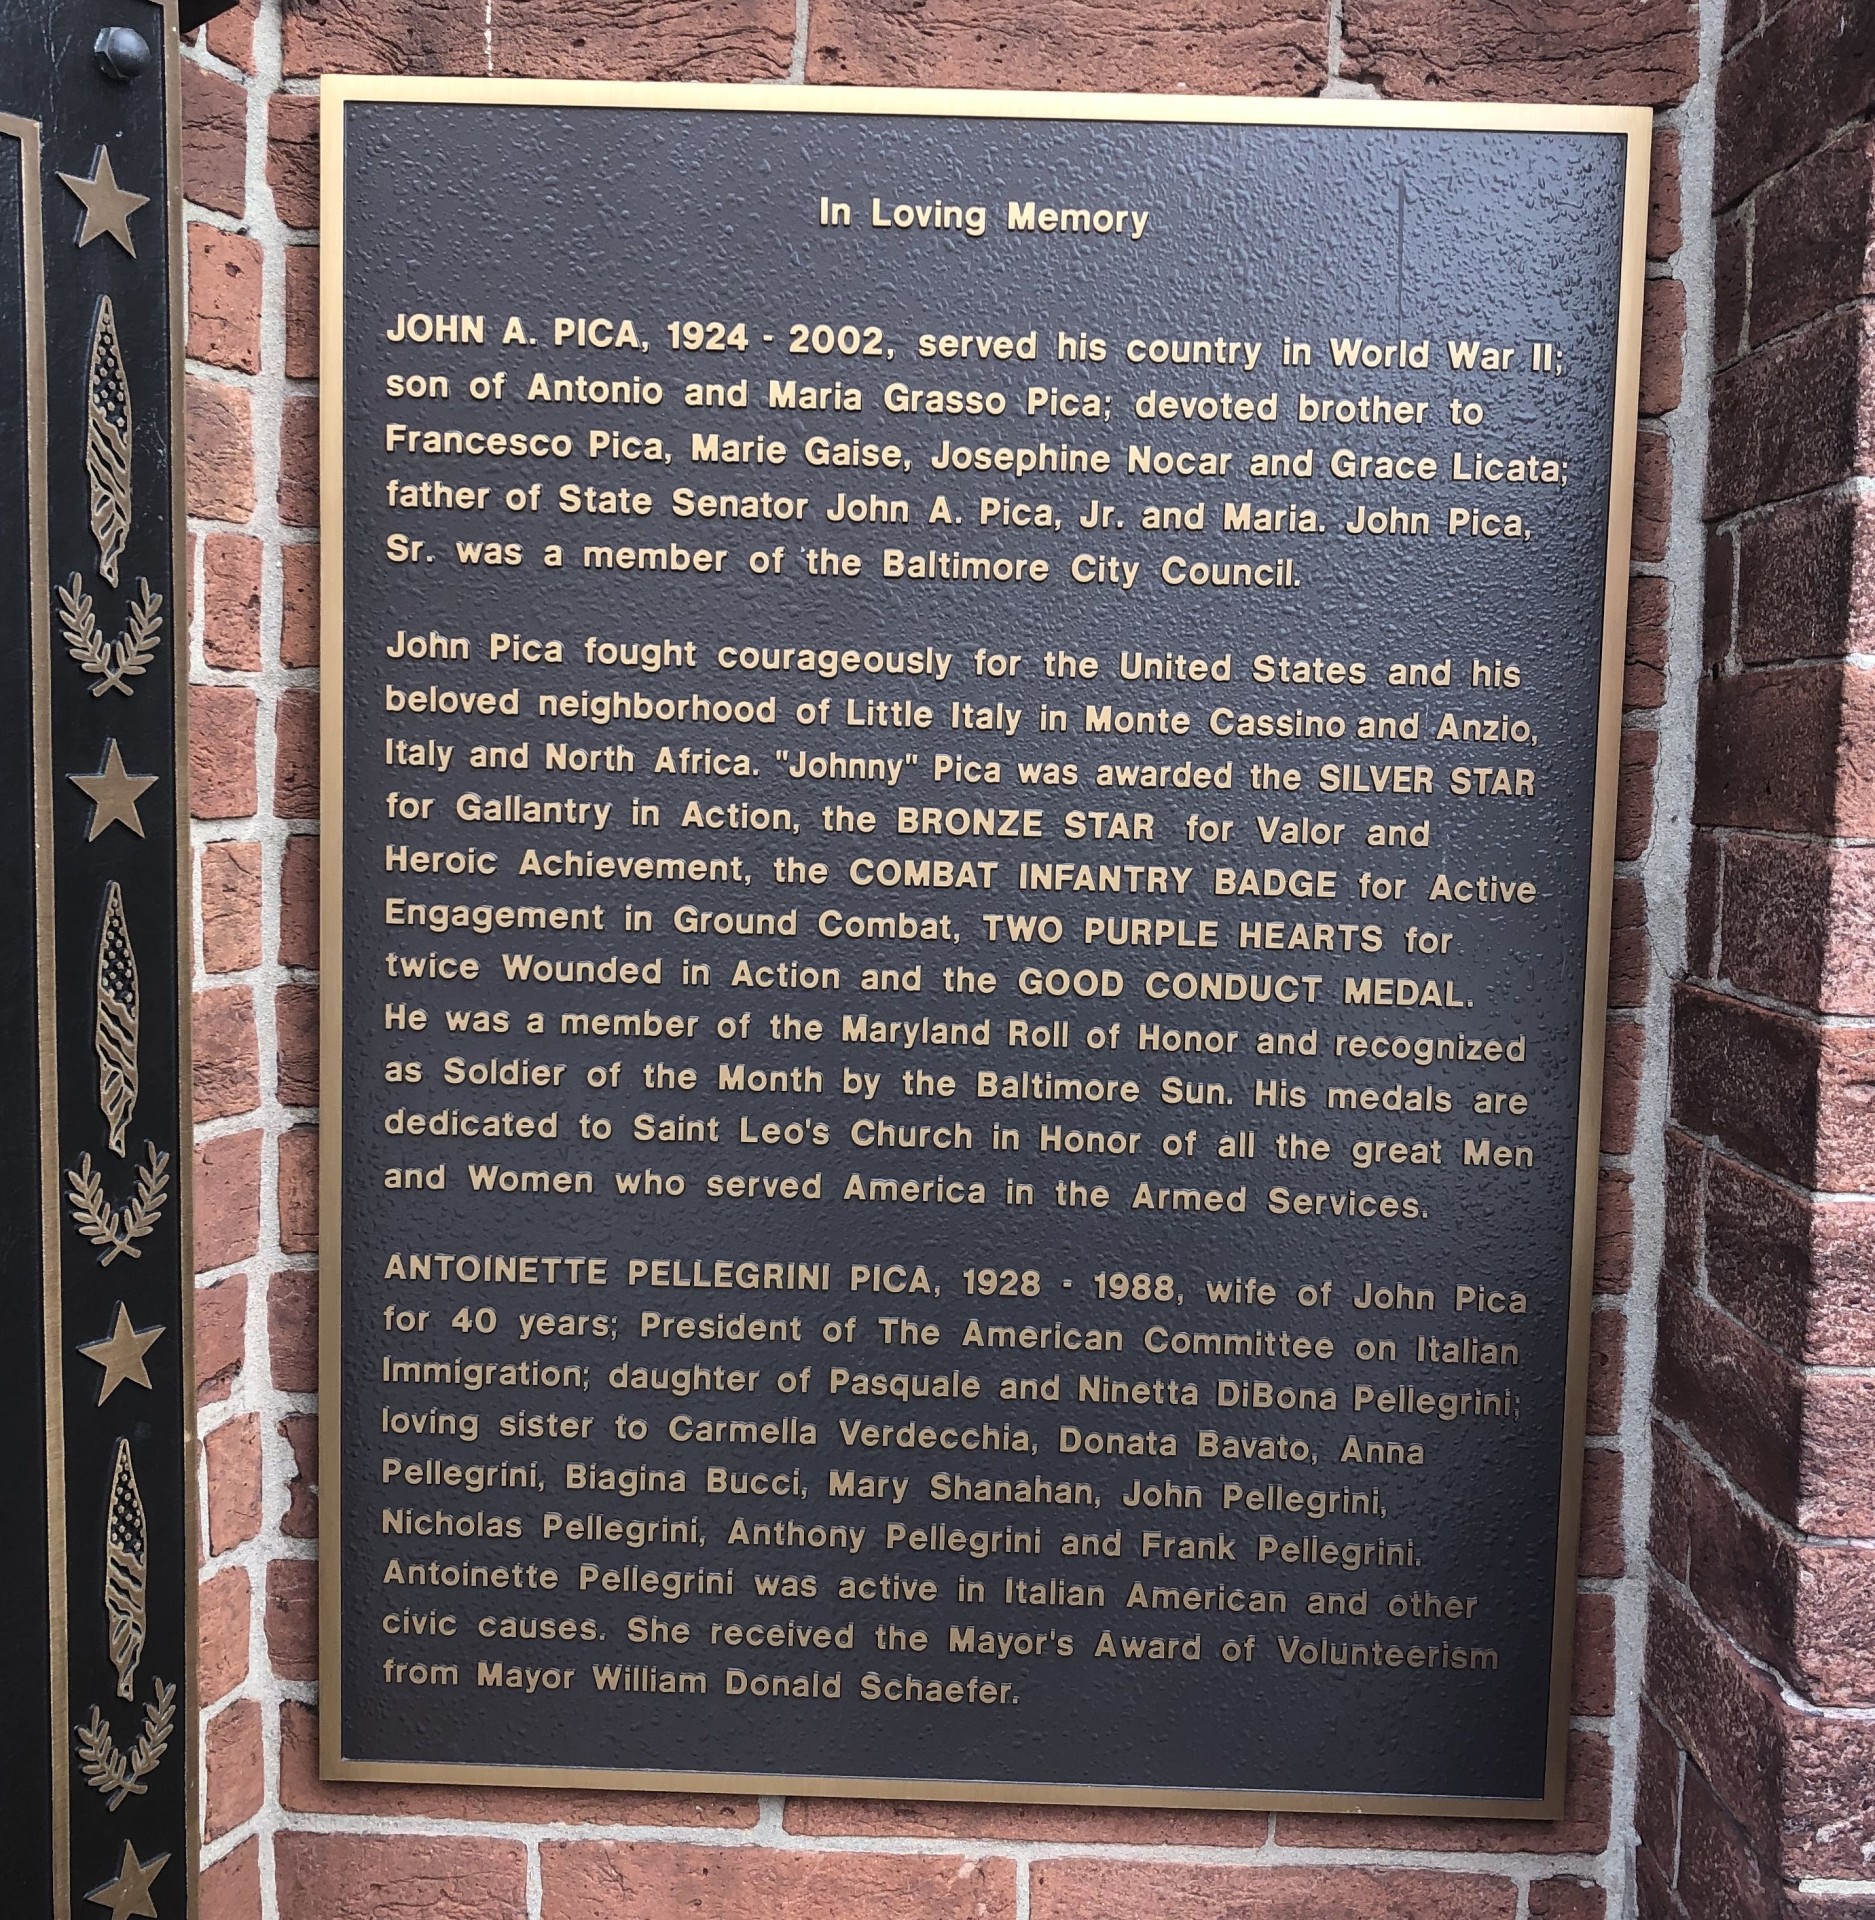 In Loving Memory
JOHN A. PICA, 1924 - 2002, served his country in World War II;
son of Antonio and Maria Grasso Pica; devoted brother to
Francesco Pica, Marie Gaise, Josephine Nocar and Grace Licata;
father of State Senator John A. Pica, Jr. and Maria. John Pica,
Sr. was a member of the Baltimore City Council.
John Pica fought courageously for the United States and his
beloved neighborhood of Little Italy in Monte Cassino and Anzio,
Italy and North Africa. "Johnny" Pica was awarded the SILVER STAR
for Gallantry in Action, the BRONZE STAR for Valor and
Heroic Achievement, the COMBAT INFANTRY BADGE for Active
Engagement in Ground Combat, TWO PURPLE HEARTS for
twice Wounded in Action and the GOOD CONDUCT MEDAL.
He was a member of the Maryland Roll of Honor and recognized
as Soldier of the Month by the Baltimore Sun. His medals are
dedicated to Saint Leo's Church in Honor of all the great Men
and Women who served America in the Armed Services.
ANTOINETTE PELLEGRINI PICA, 1928 - 1988, wife of John Pica
for 40 years; President of The American Committee on Italian
Immigration; daughter of Pasquale and Ninetta DiBona Pellegrini;
loving sister to Carmella Verdecchia, Donata Bavato, Anna
Pellegrini, Biagina Bucci, Mary Shanahan, John Pellegrini,
Nicholas Pellegrini, Anthony Pellegrini and Frank Pellegrini.
Antoinette Pellegrini was active in Italian American and other
civic causes. She received the Mayor's Award of Volunteerism
from Mayor William Donald Schaefer.